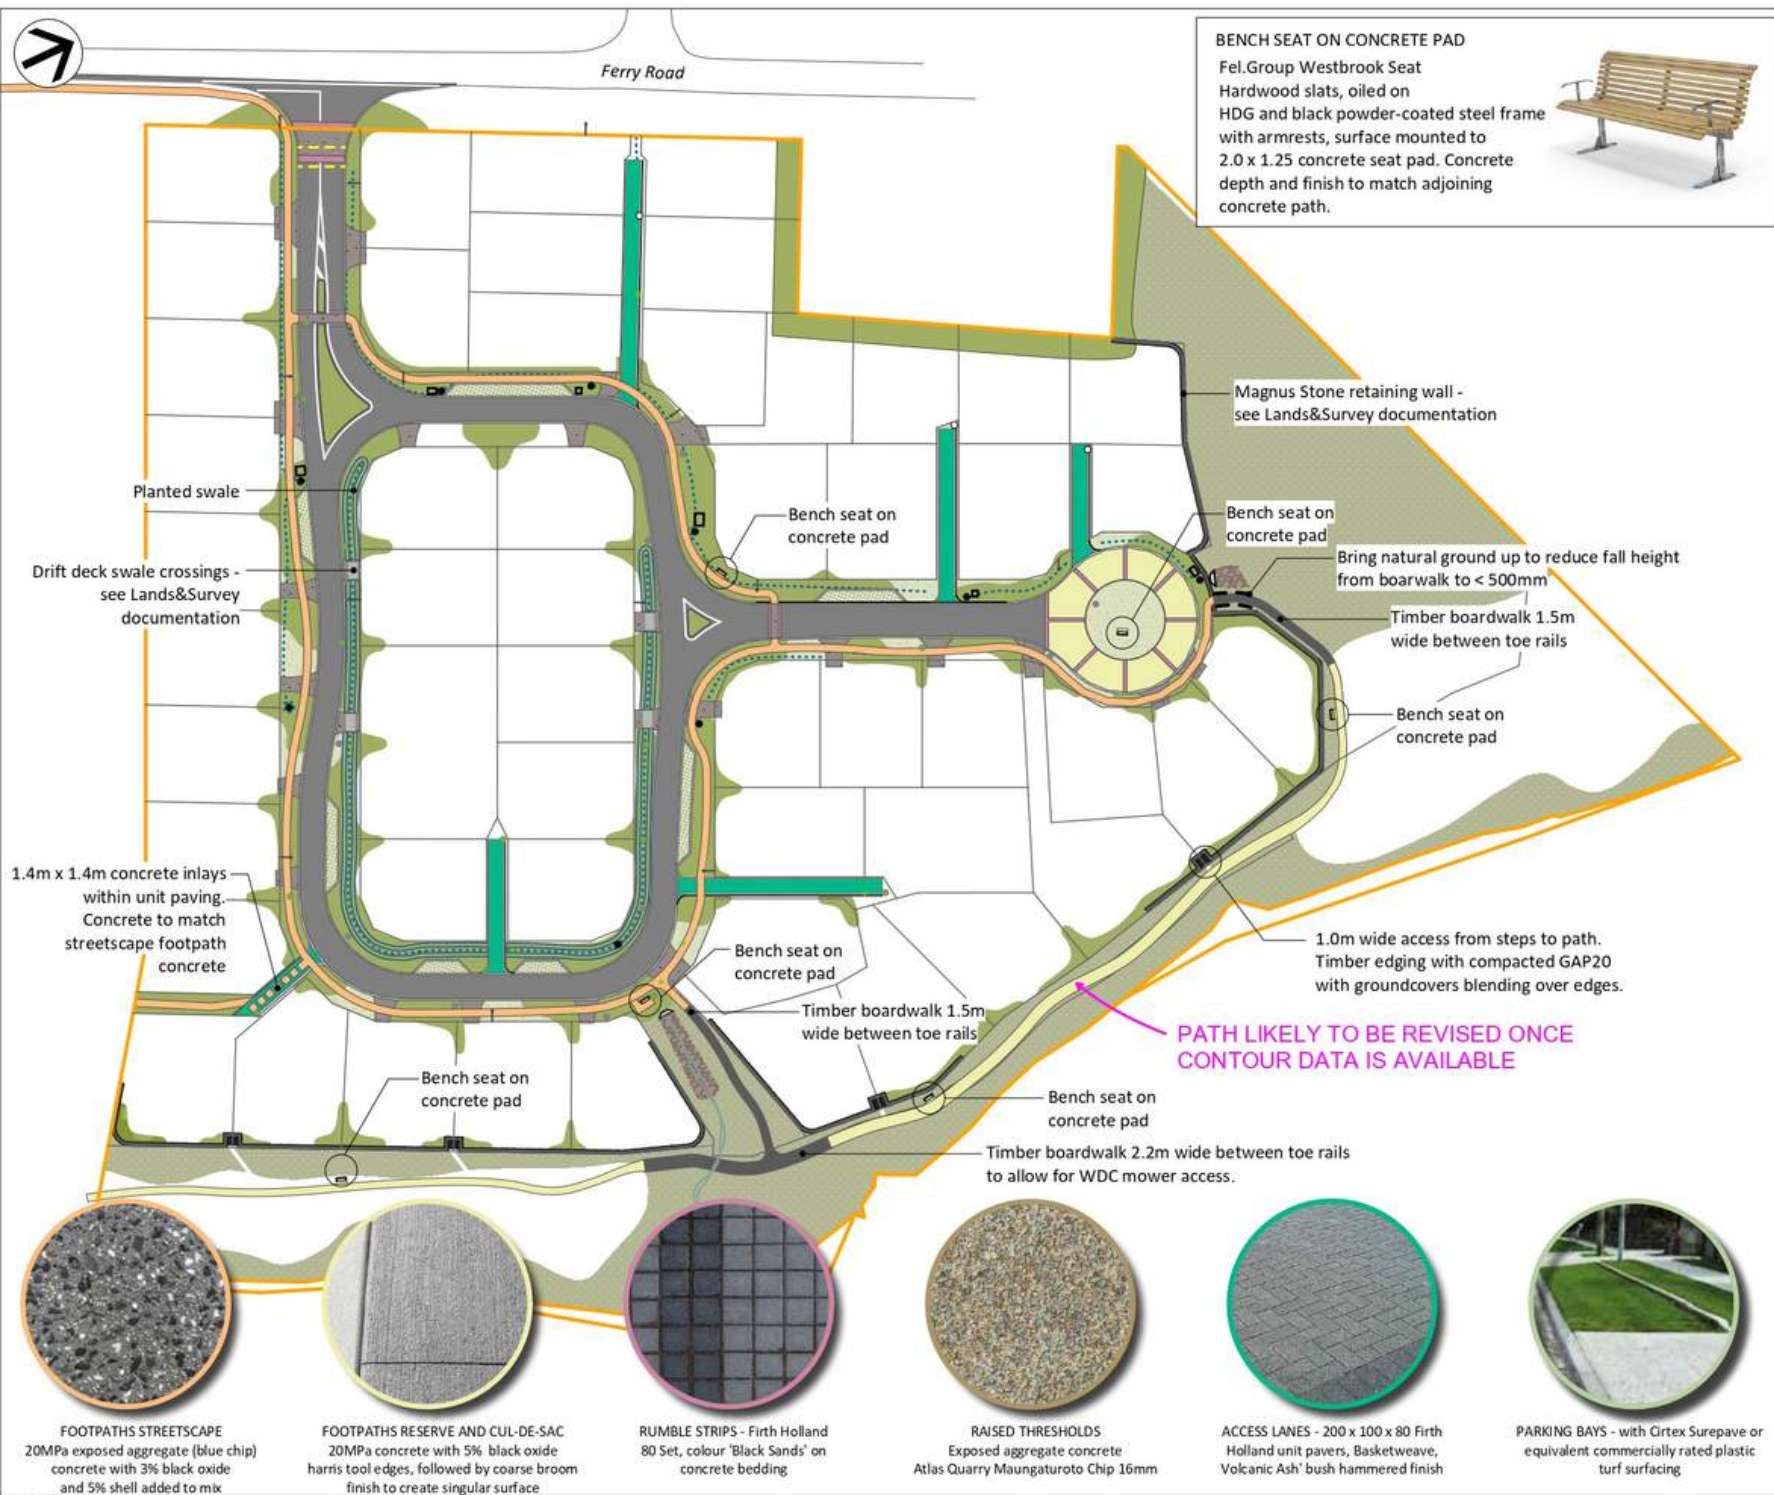 Ferry Road
BENCH SEAT ON CONCRETE PAD
Fel.Group Westbrook Seat
Hardwood slats, oiled on
HDG and black powder-coated steel frame
with armrests, surface mounted to
2.0 x 1.25 concrete seat pad. Concrete
depth and finish to match adjoining
concrete path.
Magnus Stone retaining wall -
see Lands&Survey documentation
Planted swale
Bench seat on
concrete pad
Bench seat on
concrete pad
Drift deck swale crossings -
see Lands&Survey
documentation
Bring natural ground up to reduce fall height
from boarwalk to < 500mm
Timber boardwalk 1.5m
wide between toe rails
Bench seat on
concrete pad
1.4m x 1.4m concrete inlays
within unit paving.
Concrete to match
streetscape footpath
concrete
Bench seat on
concrete pad
1.0m wide access from steps to path.
Timber edging with compacted GAP20
with groundcovers blending over edges.
Timber boardwalk 1.5m
wide between toe rails
PATH LIKELY TO BE REVISED ONCE
CONTOUR DATA IS AVAILABLE
Bench seat on
concrete pad
Bench seat on
concrete pad
Timber boardwalk 2.2m wide between toe rails
to allow for WDC mower access.
FOOTPATHS STREETSCAPE
20MPa exposed aggregate (blue chip)
concrete with 3% black oxide
and 5% shell added to mix
FOOTPATHS RESERVE AND CUL-DE-SAC
20MPa concrete with 5% black oxide
harris tool edges, followed by coarse broom
finish to create singular surface
RUMBLE STRIPS - Firth Holland
80 Set, colour 'Black Sands' on
concrete bedding
RAISED THRESHOLDS
Exposed aggregate concrete
Atlas Quarry Maungaturoto Chip 16mm
ACCESS LANES - 200 x 100 x 80 Firth
Holland unit pavers, Basketweave,
Volcanic Ash' bush hammered finish
PARKING BAYS - with Cirtex Surepave or
equivalent commercially rated plastic
turf surfacing